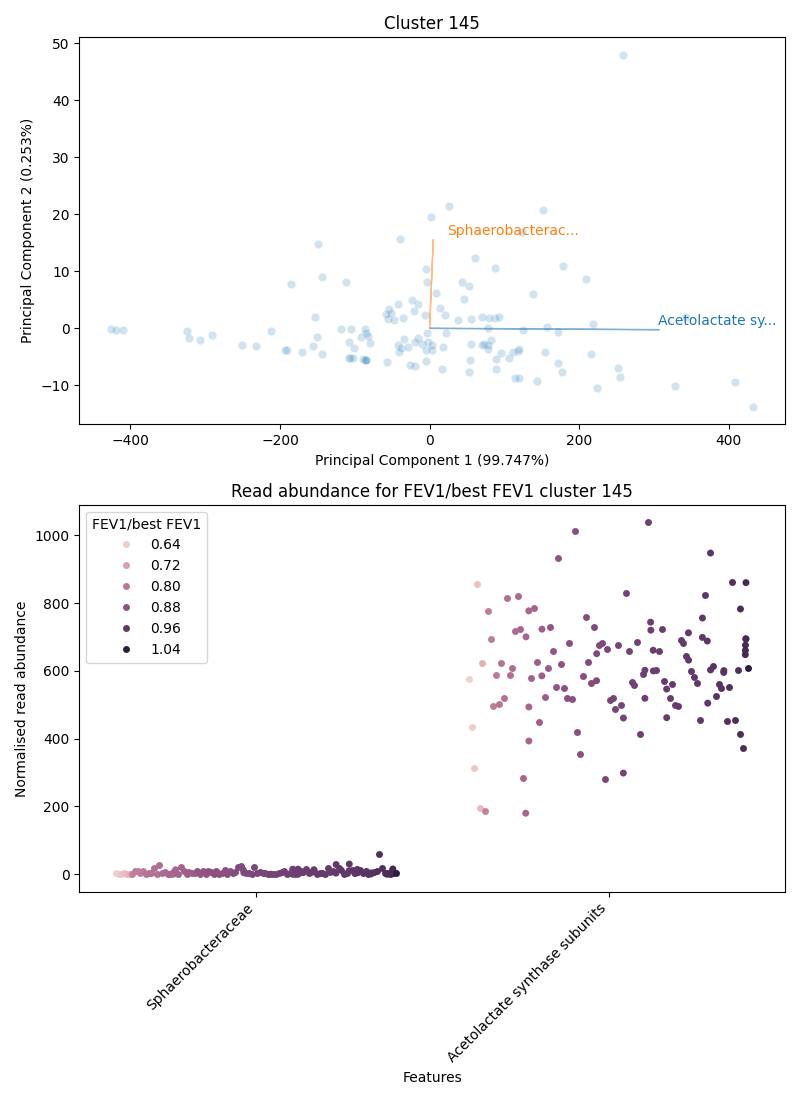 Cluster 145
50
40
30
20
10
0
−10
Principal Component 2 (0.253%)
Sphaerobacterac...
Acetolactate sy...
−400
−200
0
200
400
Principal Component 1 (99.747%)
Read abundance for FEV1/best FEV1 cluster 145
FEV1/best FEV1
0.64
0.72
0.80
0.88
0.96
1.04
1000
800
600
400
200
0
Normalised read abundance
Sphaerobacteraceae
Acetolactate synthase subunits
Features